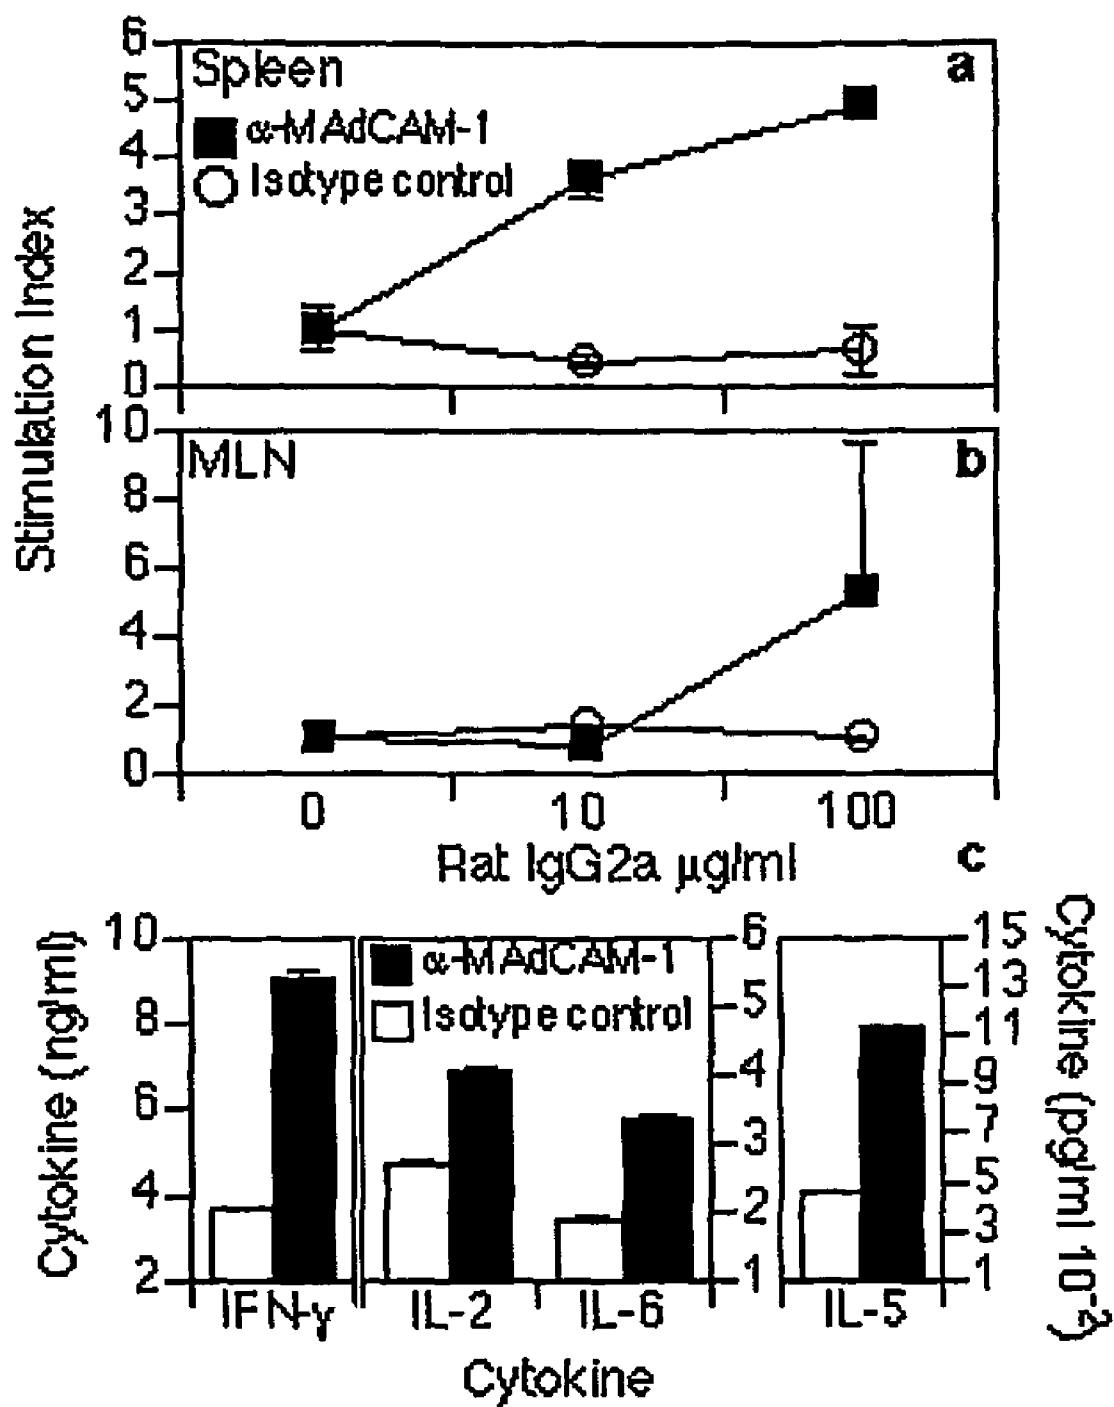 Stimulation Index
6
5
4
3
2
1
0
Spleen
a
α-MAdCAM-1
Isotype control
10
8
6
4
2
0
MLN
b
0 10 100
Rat IgG2a µg/ml
c
Cytokine (ng/ml)
10
8
6
4
2
α-MAdCAM-1
Isotype control
6
5
4
3
2
1
15
13
11
9
7
5
3
1
Cytokine (pg/ml 10⁻²)
IFN-γ IL-2 IL-6 IL-5
Cytokine